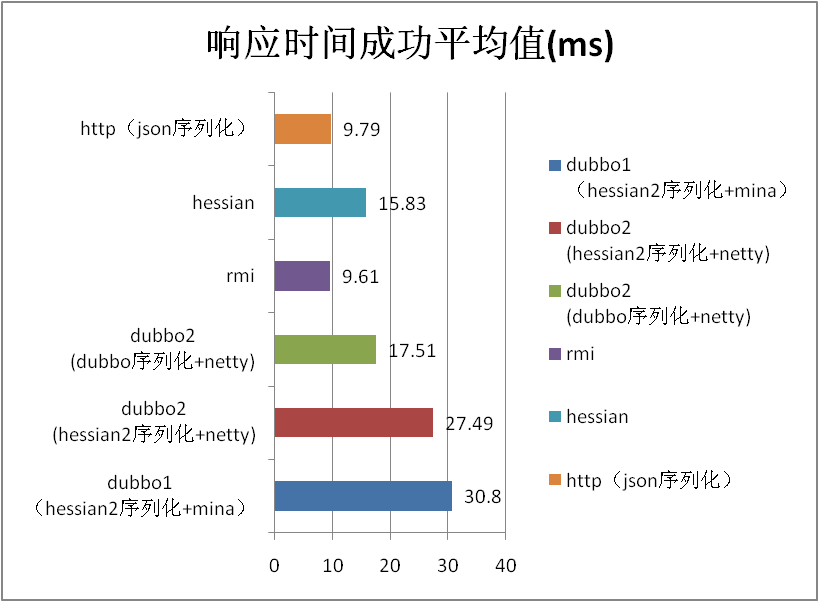 响应时间成功平均值(ms)
http（json序列化）
9.79
hessian
15.83
rmi
9.61
dubbo2
(dubbo序列化+netty)
17.51
dubbo2
(hessian2序列化+netty)
27.49
dubbo1
（hessian2序列化+mina）
30.8
0 10 20 30 40
dubbo1
（hessian2序列化+mina）
dubbo2
(hessian2序列化+netty)
dubbo2
(dubbo序列化+netty)
rmi
hessian
http（json序列化）